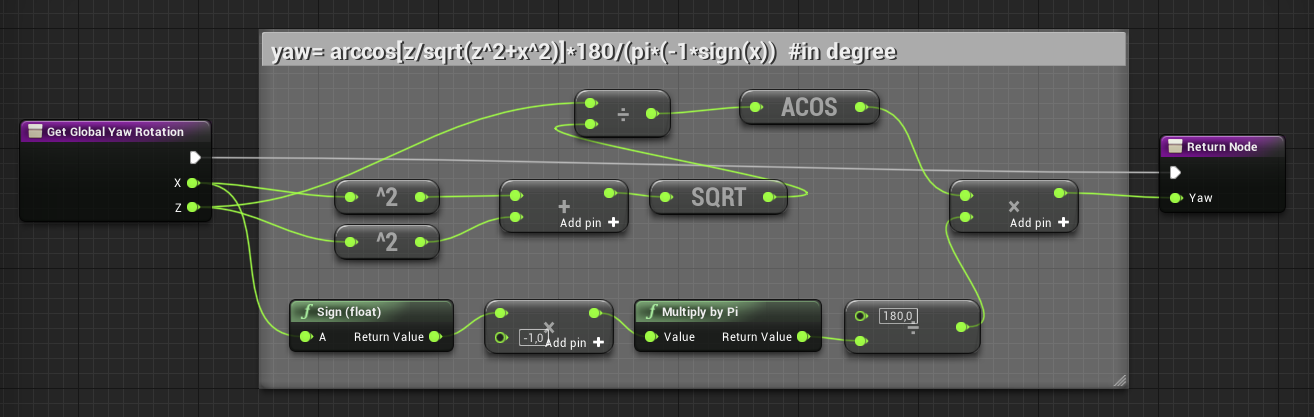 yaw= arccos[z/sqrt(z^2+x^2)]*180/(pi*(-1*sign(x)) #in degree
÷
ACOS
Get Global Yaw Rotation
Return Node
X
Z
^2
+
Add pin +
SQRT
×
Add pin +
Yaw
^2
Sign (float)
A Return Value
×
-1,0
Add pin +
Multiply by Pi
Value Return Value
180,0
÷